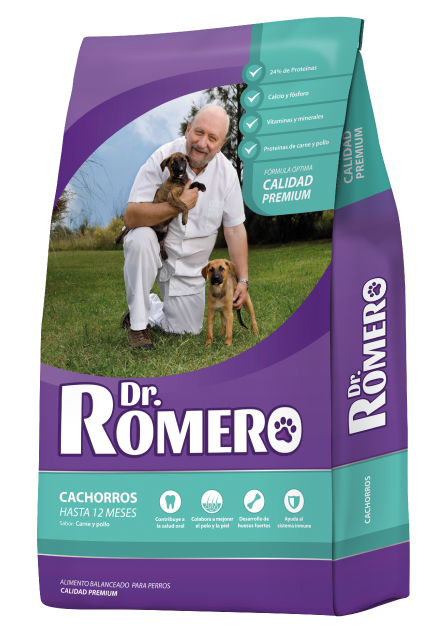 24% de Proteínas
Calcio y fósforo
Vitaminas y minerales
Proteínas de carne y pollo
FÓRMULA ÓPTIMA
CALIDAD
PREMIUM
CALIDAD
PREMIUM
Dr.
ROMERO
Dr.
ROMERO
CACHORROS
HASTA 12 MESES
Sabor: Carne y pollo
Contribuye a
la salud oral
Colabora a mejorar
el pelo y la piel
Desarrollo de
huesos fuertes
Ayuda al
sistema inmune
CACHORROS
ALIMENTO BALANCEADO PARA PERROS
CALIDAD PREMIUM